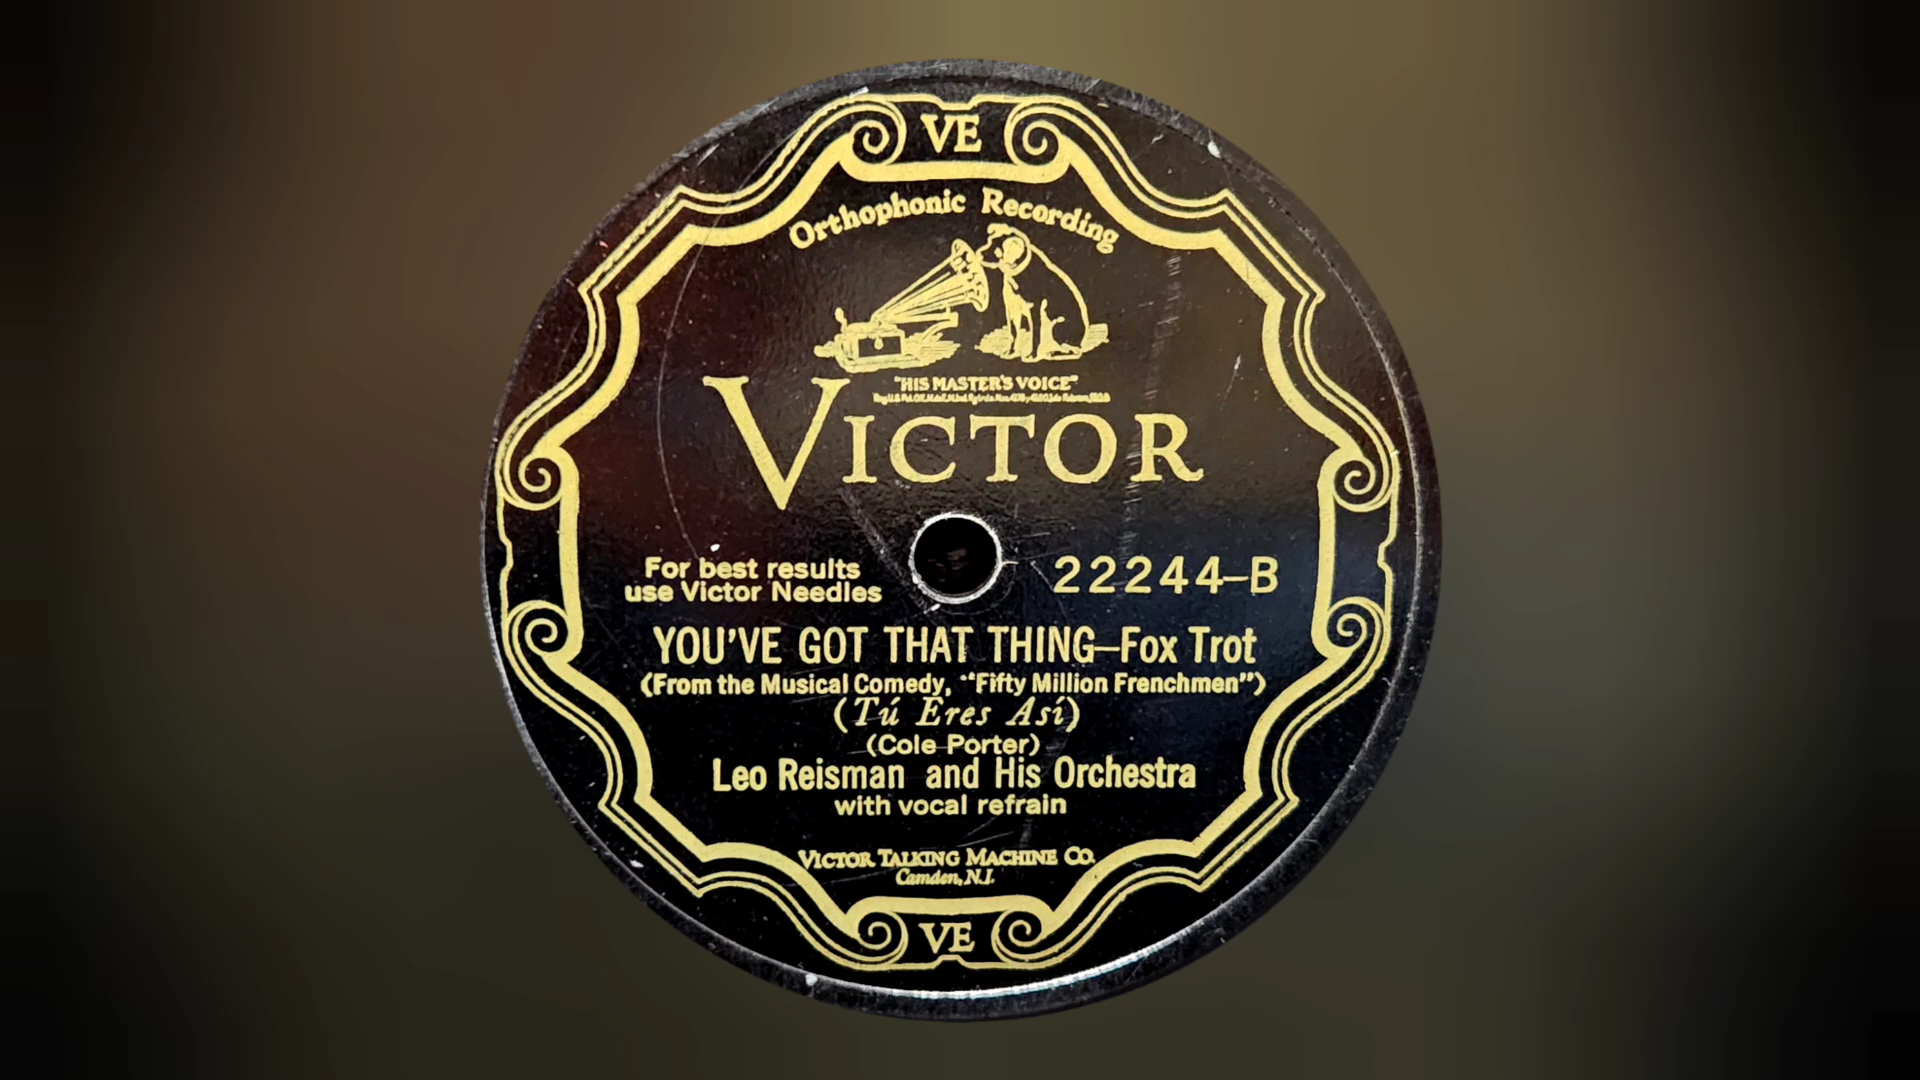 VE
Orthophonic Recording
"HIS MASTER'S VOICE"
VICTOR
For best results
use Victor Needles
22244-B
YOU'VE GOT THAT THING—Fox Trot
(From the Musical Comedy, "Fifty Million Frenchmen")
(Tú Eres Así)
(Cole Porter)
Leo Reisman and His Orchestra
with vocal refrain
VICTOR TALKING MACHINE CO.
Camden, N.J.
VE